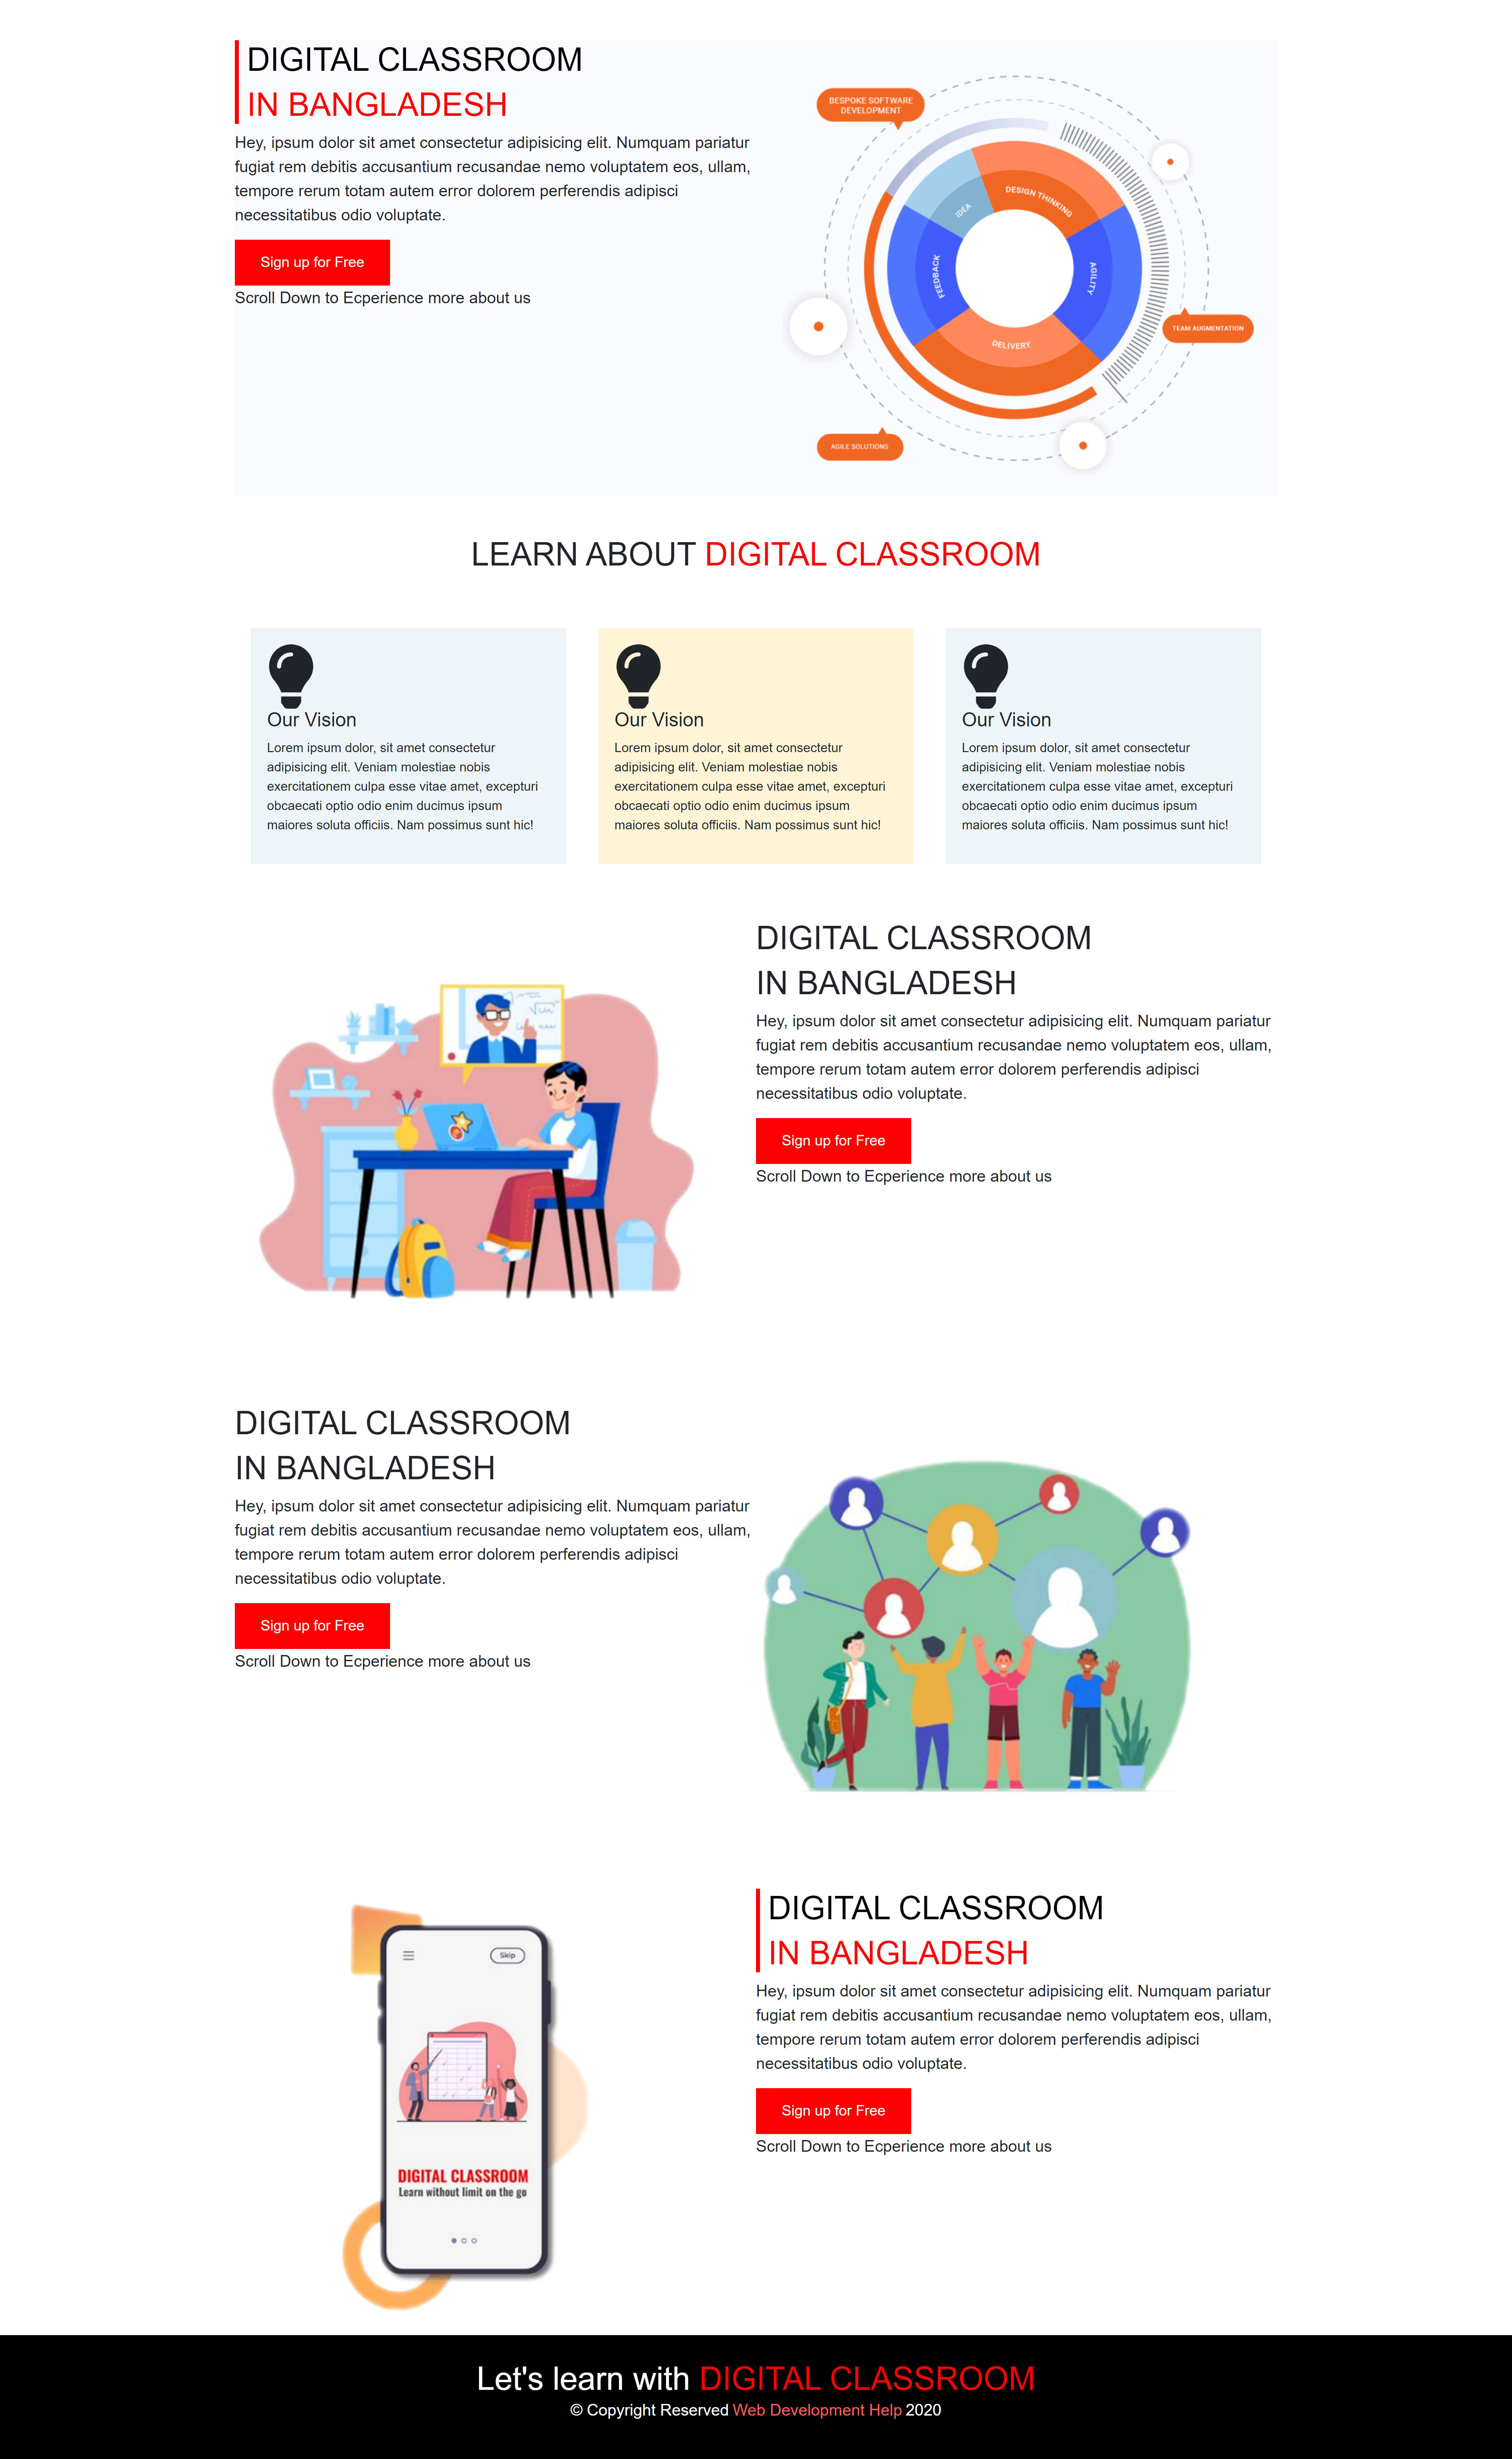 DIGITAL CLASSROOM
IN BANGLADESH
Hey, ipsum dolor sit amet consectetur adipisicing elit. Numquam pariatur
fugiat rem debitis accusantium recusandae nemo voluptatem eos, ullam,
tempore rerum totam autem error dolorem perferendis adipisci
necessitatibus odio voluptate.
Sign up for Free
Scroll Down to Ecperience more about us
BESPOKE SOFTWARE
DEVELOPMENT
IDEA
DESIGN THINKING
FEEDBACK
AGILITY
DELIVERY
TEAM AUGMENTATION
AGILE SOLUTIONS
LEARN ABOUT DIGITAL CLASSROOM
Our Vision
Lorem ipsum dolor, sit amet consectetur
adipisicing elit. Veniam molestiae nobis
exercitationem culpa esse vitae amet, excepturi
obcaecati optio odio enim ducimus ipsum
maiores soluta officiis. Nam possimus sunt hic!
Our Vision
Lorem ipsum dolor, sit amet consectetur
adipisicing elit. Veniam molestiae nobis
exercitationem culpa esse vitae amet, excepturi
obcaecati optio odio enim ducimus ipsum
maiores soluta officiis. Nam possimus sunt hic!
Our Vision
Lorem ipsum dolor, sit amet consectetur
adipisicing elit. Veniam molestiae nobis
exercitationem culpa esse vitae amet, excepturi
obcaecati optio odio enim ducimus ipsum
maiores soluta officiis. Nam possimus sunt hic!
DIGITAL CLASSROOM
IN BANGLADESH
Hey, ipsum dolor sit amet consectetur adipisicing elit. Numquam pariatur
fugiat rem debitis accusantium recusandae nemo voluptatem eos, ullam,
tempore rerum totam autem error dolorem perferendis adipisci
necessitatibus odio voluptate.
Sign up for Free
Scroll Down to Ecperience more about us
DIGITAL CLASSROOM
IN BANGLADESH
Hey, ipsum dolor sit amet consectetur adipisicing elit. Numquam pariatur
fugiat rem debitis accusantium recusandae nemo voluptatem eos, ullam,
tempore rerum totam autem error dolorem perferendis adipisci
necessitatibus odio voluptate.
Sign up for Free
Scroll Down to Ecperience more about us
Skip
DIGITAL CLASSROOM
Learn without limit on the go
DIGITAL CLASSROOM
IN BANGLADESH
Hey, ipsum dolor sit amet consectetur adipisicing elit. Numquam pariatur
fugiat rem debitis accusantium recusandae nemo voluptatem eos, ullam,
tempore rerum totam autem error dolorem perferendis adipisci
necessitatibus odio voluptate.
Sign up for Free
Scroll Down to Ecperience more about us
Let's learn with DIGITAL CLASSROOM
© Copyright Reserved Web Development Help 2020